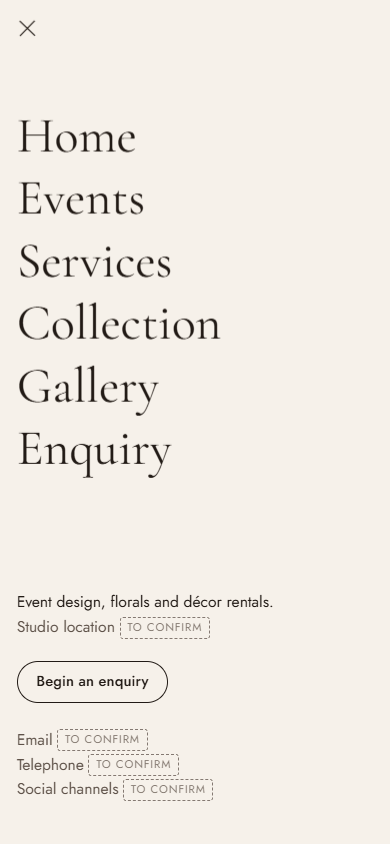 Home
Events
Services
Collection
Gallery
Enquiry
Event design, florals and décor rentals.
Studio location TO CONFIRM
Begin an enquiry
Email TO CONFIRM
Telephone TO CONFIRM
Social channels TO CONFIRM